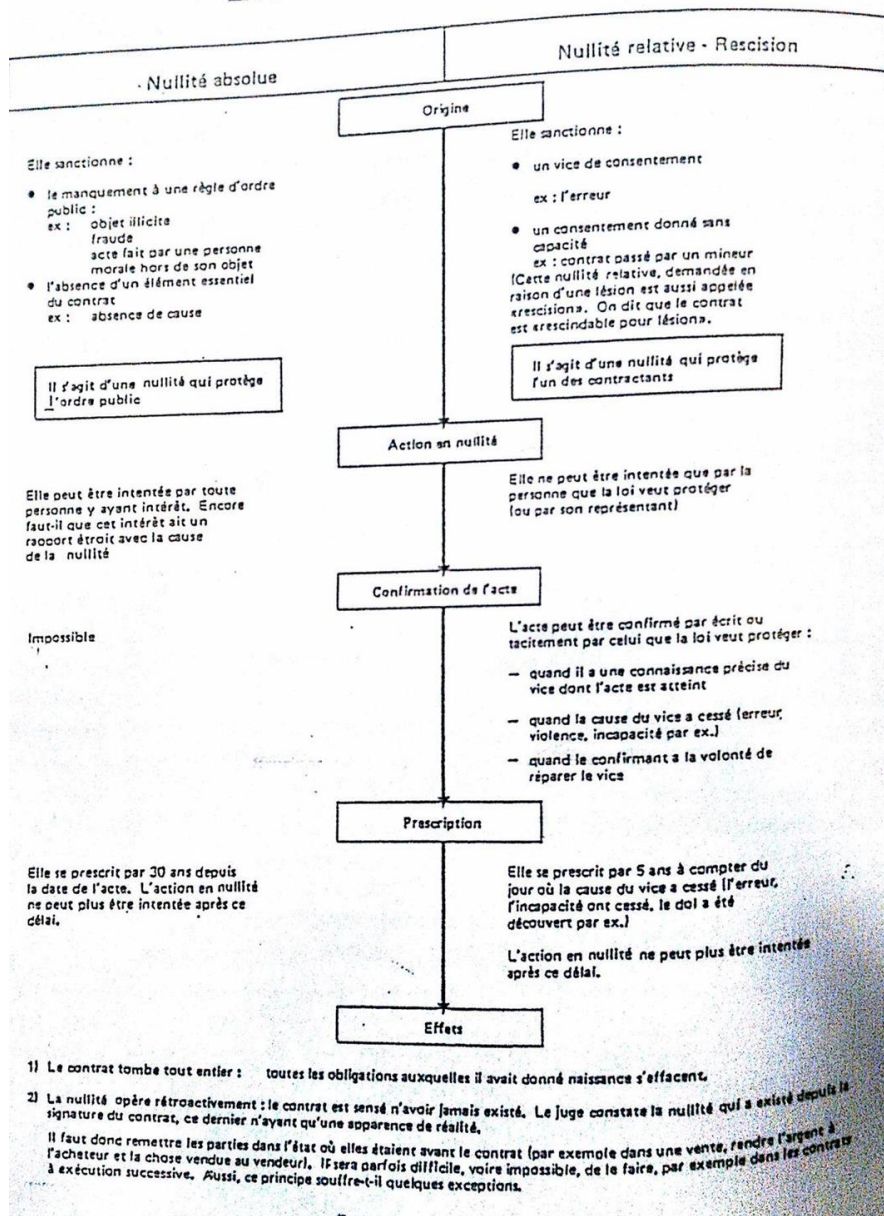 Nullité absolue
Nullité relative - Rescision
Origine
Elle sanctionne :
• le manquement à une règle d'ordre
public :
ex : objet illicite
fraude
acte fait par une personne
morale hors de son objet
• l'absence d'un élément essentiel
du contrat
ex : absence de cause
Il s'agit d'une nullité qui protège
l'ordre public
Elle sanctionne :
• un vice de consentement
ex : l'erreur
• un consentement donné sans
capacité
ex : contrat passé par un mineur
(Cette nullité relative, demandée en
raison d'une lésion est aussi appelée
«rescision». On dit que le contrat
est «rescindable pour lésion».
Il s'agit d'une nullité qui protège
l'un des contractants
Action en nullité
Elle peut être intentée par toute
personne y ayant intérêt. Encore
faut-il que cet intérêt ait un
rapport étroit avec la cause
de la nullité
Elle ne peut être intentée que par la
personne que la loi veut protéger
(ou par son représentant)
Confirmation de l'acte
Impossible
L'acte peut être confirmé par écrit ou
tacitement par celui que la loi veut protéger :
— quand il a une connaissance précise du
vice dont l'acte est atteint
— quand la cause du vice a cessé (erreur,
violence, incapacité par ex.)
— quand le confirmant a la volonté de
réparer le vice
Prescription
Elle se prescrit par 30 ans depuis
la date de l'acte. L'action en nullité
ne peut plus être intentée après ce
délai.
Elle se prescrit par 5 ans à compter du
jour où la cause du vice a cessé (l'erreur,
l'incapacité ont cessé, le dol a été
découvert par ex.)
L'action en nullité ne peut plus être intentée
après ce délai.
Effets
1) Le contrat tombe tout entier : toutes les obligations auxquelles il avait donné naissance s'effacent.
2) La nullité opère rétroactivement : le contrat est sensé n'avoir jamais existé. Le juge constate la nullité qui a existé depuis la
signature du contrat, ce dernier n'ayant qu'une apparence de réalité.
Il faut donc remettre les parties dans l'état où elles étaient avant le contrat (par exemple dans une vente, rendre l'argent à
l'acheteur et la chose vendue au vendeur). Il sera parfois difficile, voire impossible, de le faire, par exemple dans les contrats
à exécution successive. Aussi, ce principe souffre-t-il quelques exceptions.